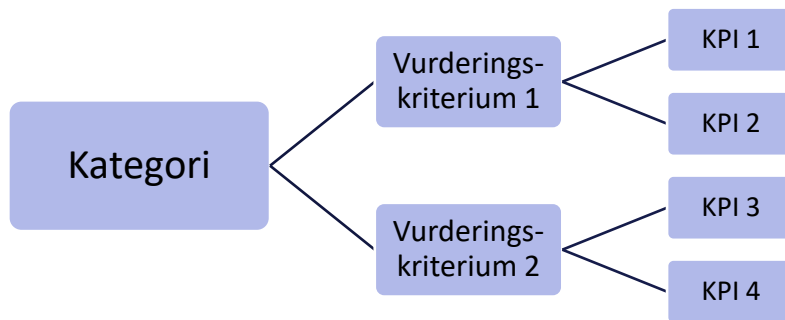 Kategori
Vurderings-
kriterium 1
KPI 1
KPI 2
Vurderings-
kriterium 2
KPI 3
KPI 4